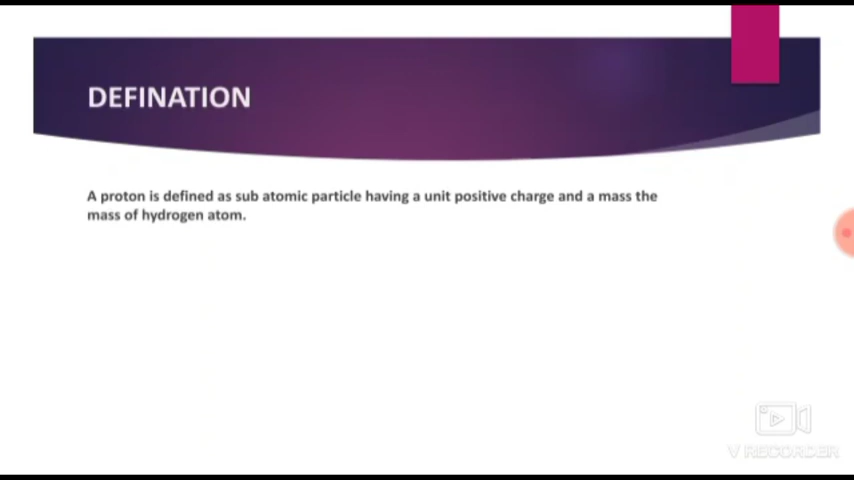 DEFINATION
A proton is defined as sub atomic particle having a unit positive charge and a mass the
mass of hydrogen atom.
V RECORDER